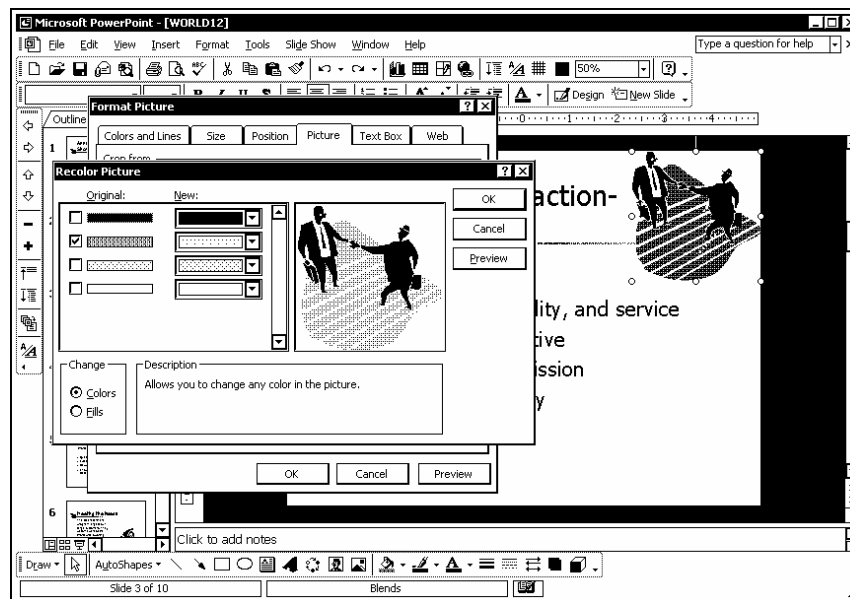 Microsoft PowerPoint - [WORLD12]
File Edit View Insert Format Tools Slide Show Window Help
Type a question for help
50%
Design New Slide
Outline
Format Picture
Colors and Lines Size Position Picture Text Box Web
Crop from
Recolor Picture
Original: New:
OK
Cancel
Preview
Change
Colors
Fills
Description
Allows you to change any color in the picture.
action-
lity, and service
tive
ission
y
OK Cancel Preview
1
6
Click to add notes
Draw AutoShapes
Slide 3 of 10 Blends